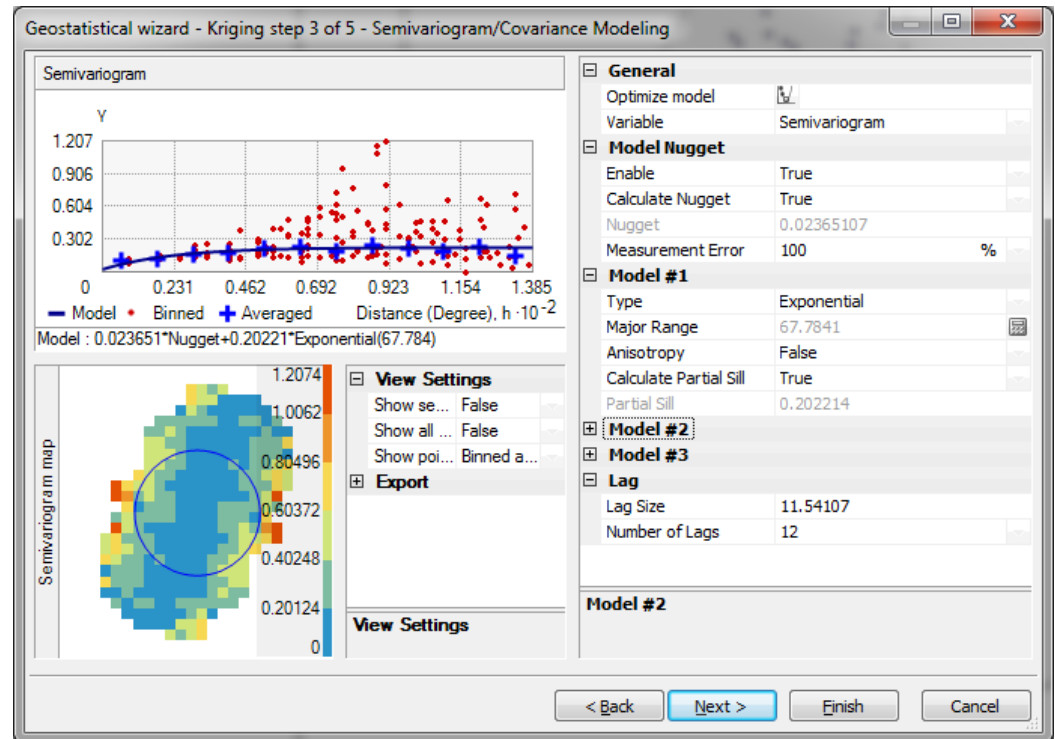 Geostatistical wizard - Kriging step 3 of 5 - Semivariogram/Covariance Modeling
Semivariogram
Y
1.207
0.906
0.604
0.302
0 0.231 0.462 0.692 0.923 1.154 1.385
Model Binned Averaged Distance (Degree), h ·10-2
Model : 0.023651*Nugget+0.20221*Exponential(67.784)
Semivariogram map
1.2074
1.0062
0.80496
0.60372
0.40248
0.20124
0
View Settings
Show se... False
Show all ... False
Show poi... Binned a...
Export
View Settings
General
Optimize model
Variable Semivariogram
Model Nugget
Enable True
Calculate Nugget True
Nugget 0.02365107
Measurement Error 100 %
Model #1
Type Exponential
Major Range 67.7841
Anisotropy False
Calculate Partial Sill True
Partial Sill 0.202214
Model #2
Model #3
Lag
Lag Size 11.54107
Number of Lags 12
Model #2
< Back Next > Finish Cancel